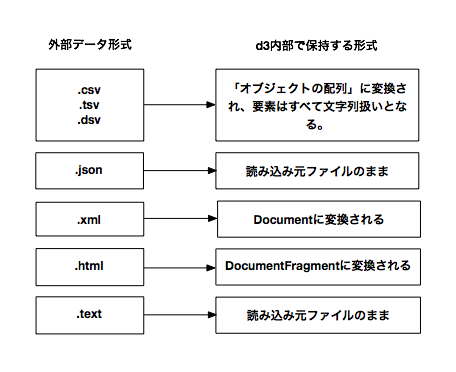 外部データ形式
d3内部で保持する形式
.csv
.tsv
.dsv
「オブジェクトの配列」に変換さ
れ、要素はすべて文字列扱いとな
る。
.json
読み込み元ファイルのまま
.xml
Documentに変換される
.html
DocumentFragmentに変換される
.text
読み込み元ファイルのまま